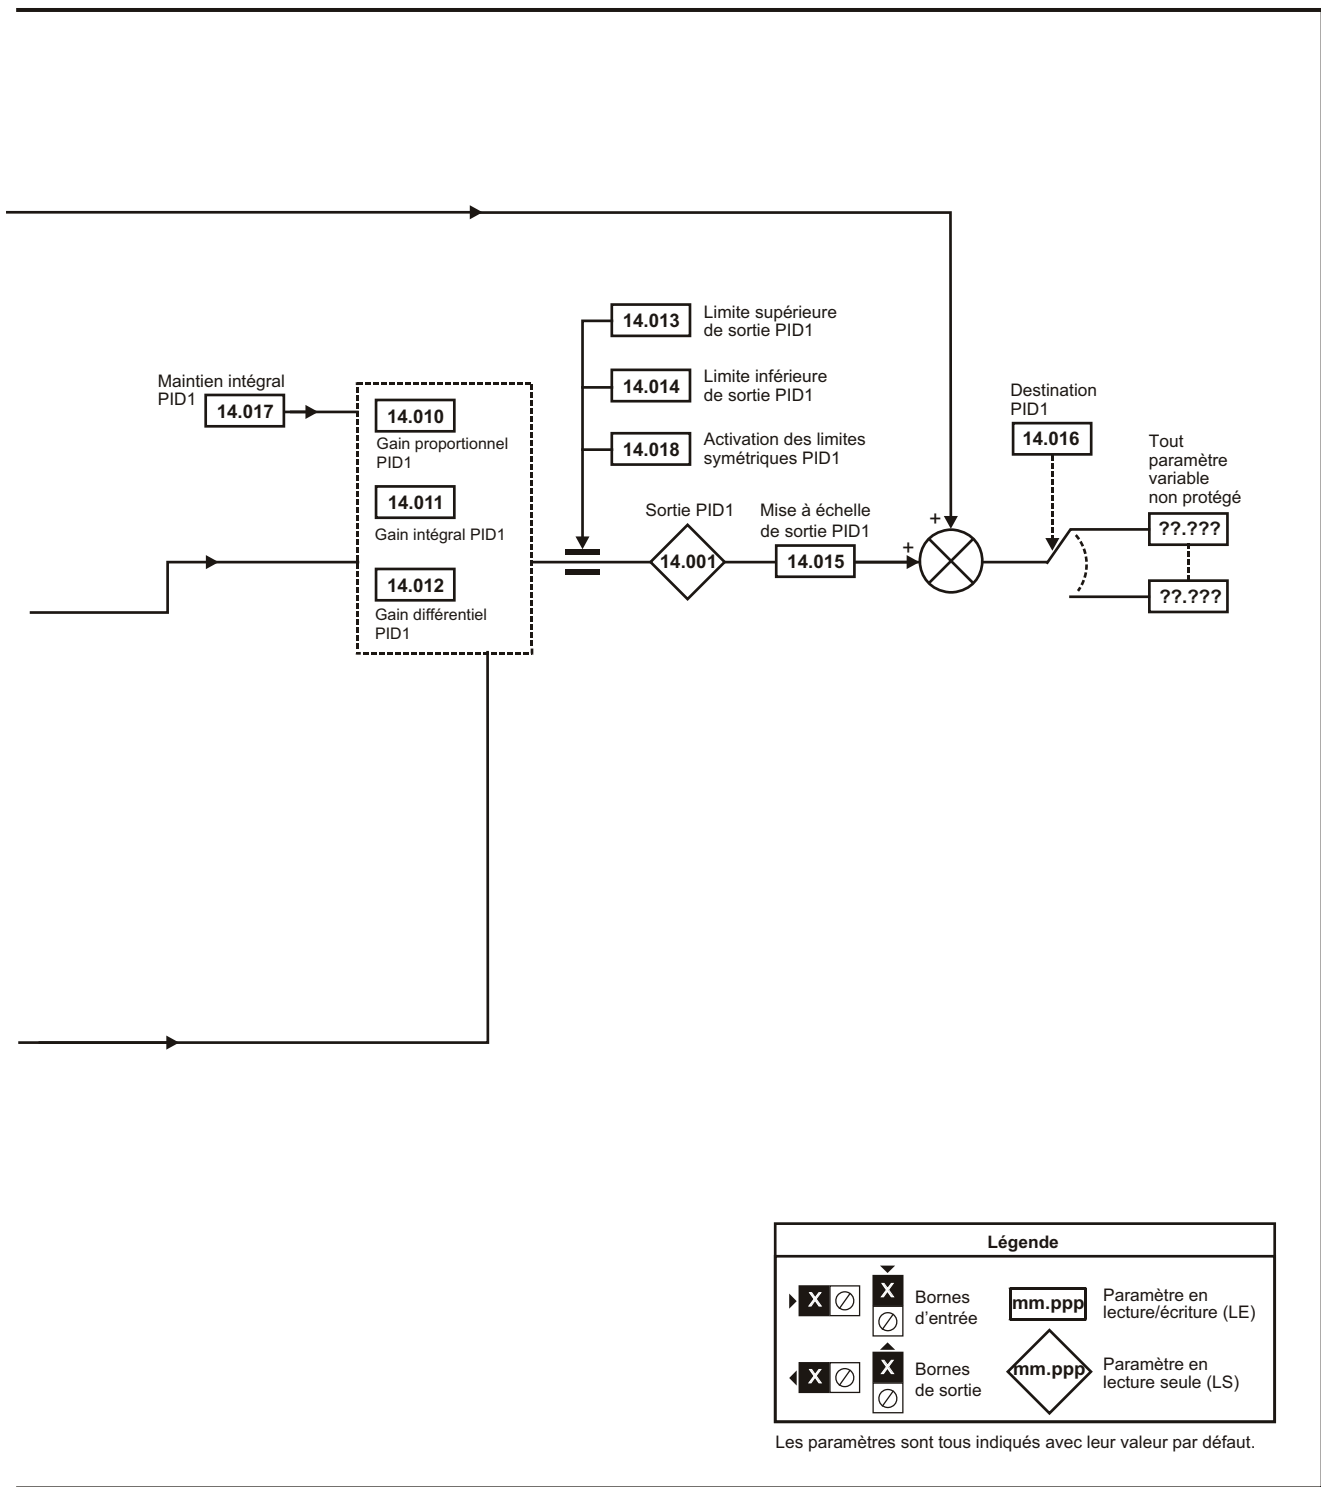 14.013
Limite supérieure
de sortie PID1
Maintien intégral
PID1
14.017
14.010
Gain proportionnel
PID1
14.011
Gain intégral PID1
14.012
Gain différentiel
PID1
14.014
Limite inférieure
de sortie PID1
14.018
Activation des limites
symétriques PID1
Sortie PID1
14.001
Mise à échelle
de sortie PID1
14.015
+
+
Destination
PID1
14.016
Tout
paramètre
variable
non protégé
??.???
??.???
Légende
X
X
Bornes
d'entrée
mm.ppp
Paramètre en
lecture/écriture (LE)
X
X
Bornes
de sortie
mm.ppp
Paramètre en
lecture seule (LS)
Les paramètres sont tous indiqués avec leur valeur par défaut.